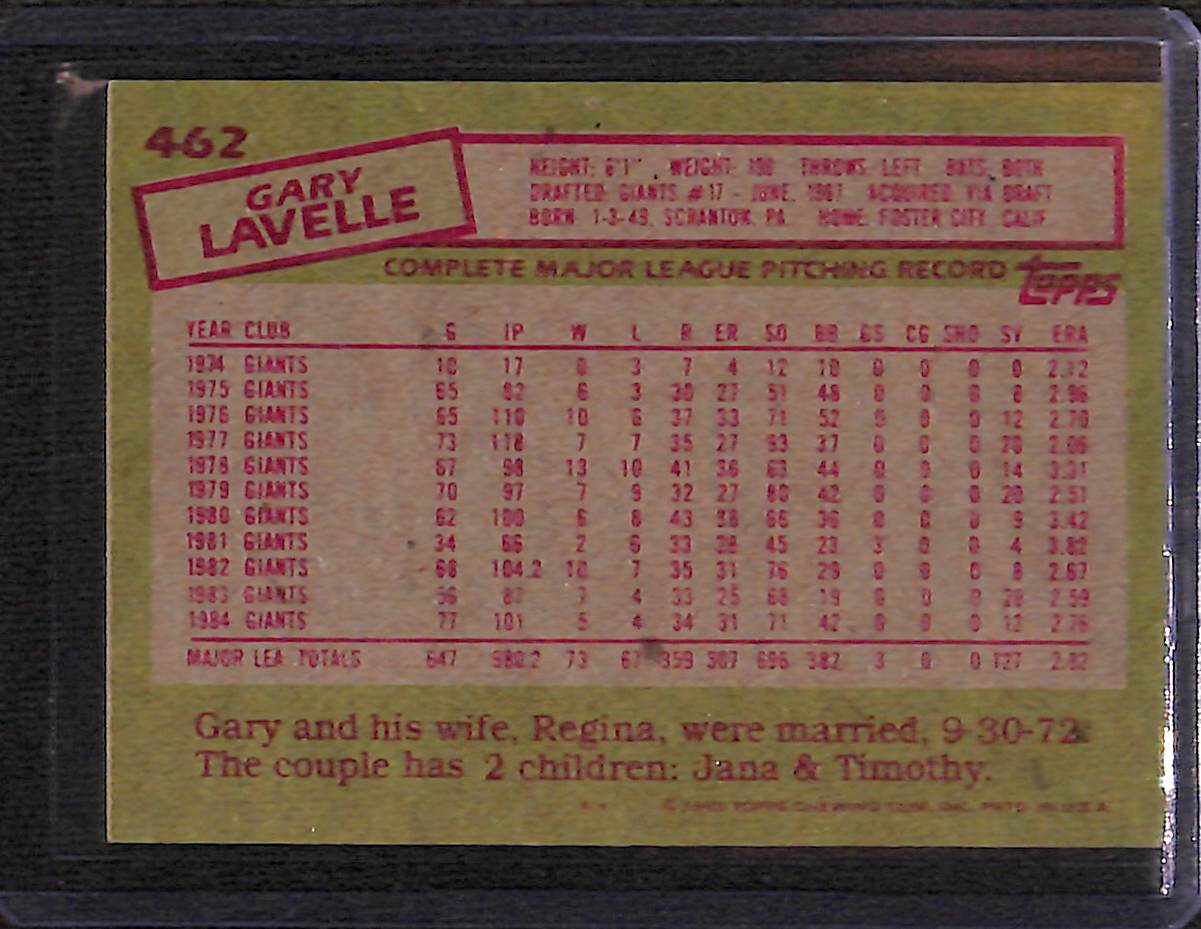 462
GARY
LAVELLE
HEIGHT: 6'1" WEIGHT: 190 THROWS: LEFT BATS: BOTH
DRAFTED: GIANTS #17 - JUNE, 1967 ACQUIRED: VIA DRAFT
BORN: 1-3-49, SCRANTON, PA. HOME: FOSTER CITY, CALIF.
COMPLETE MAJOR LEAGUE PITCHING RECORD TOPPS
YEAR CLUB G IP W L R ER SO BB GS CG SHO SV ERA
1974 GIANTS 10 17 0 3 7 4 12 10 0 0 0 0 2.12
1975 GIANTS 65 82 6 3 30 27 51 48 0 0 0 8 2.96
1976 GIANTS 65 110 10 6 37 33 71 52 0 0 0 12 2.70
1977 GIANTS 73 118 7 7 35 27 93 37 0 0 0 20 2.06
1978 GIANTS 67 98 13 10 41 36 63 44 0 0 0 14 3.31
1979 GIANTS 70 97 7 9 32 27 80 42 0 0 0 20 2.51
1980 GIANTS 62 100 6 8 43 38 66 36 0 0 0 9 3.42
1981 GIANTS 34 66 2 6 33 28 45 23 3 0 0 4 3.82
1982 GIANTS 68 104.2 10 7 35 31 76 29 0 0 0 8 2.67
1983 GIANTS 56 87 7 4 33 25 68 19 0 0 0 20 2.59
1984 GIANTS 77 101 5 4 34 31 71 42 0 0 0 12 2.76
MAJOR LEA. TOTALS 647 980.2 73 67 359 307 696 382 3 0 0 127 2.82
Gary and his wife, Regina, were married, 9-30-72.
The couple has 2 children: Jana & Timothy.
© 1985 TOPPS CHEWING GUM, INC. PRTD. IN U.S.A.